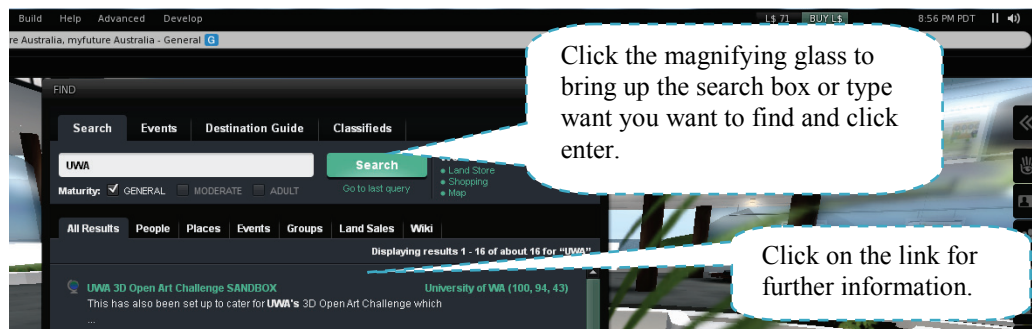 Build Help Advanced Develop L$ 71 BUY L$ 8:56 PM PDT
re Australia, myfuture Australia - General G
Click the magnifying glass to
bring up the search box or type
want you want to find and click
enter.
FIND
Search Events Destination Guide Classifieds
UWA Search
• Land Store
• Shopping
• Map
Maturity: GENERAL MODERATE ADULT Go to last query
All Results People Places Events Groups Land Sales Wiki
Displaying results 1 - 16 of about 16 for "UWA"
Click on the link for
further information.
UWA 3D Open Art Challenge SANDBOX University of WA (100, 94, 43)
This has also been set up to cater for UWA's 3D Open Art Challenge which
...